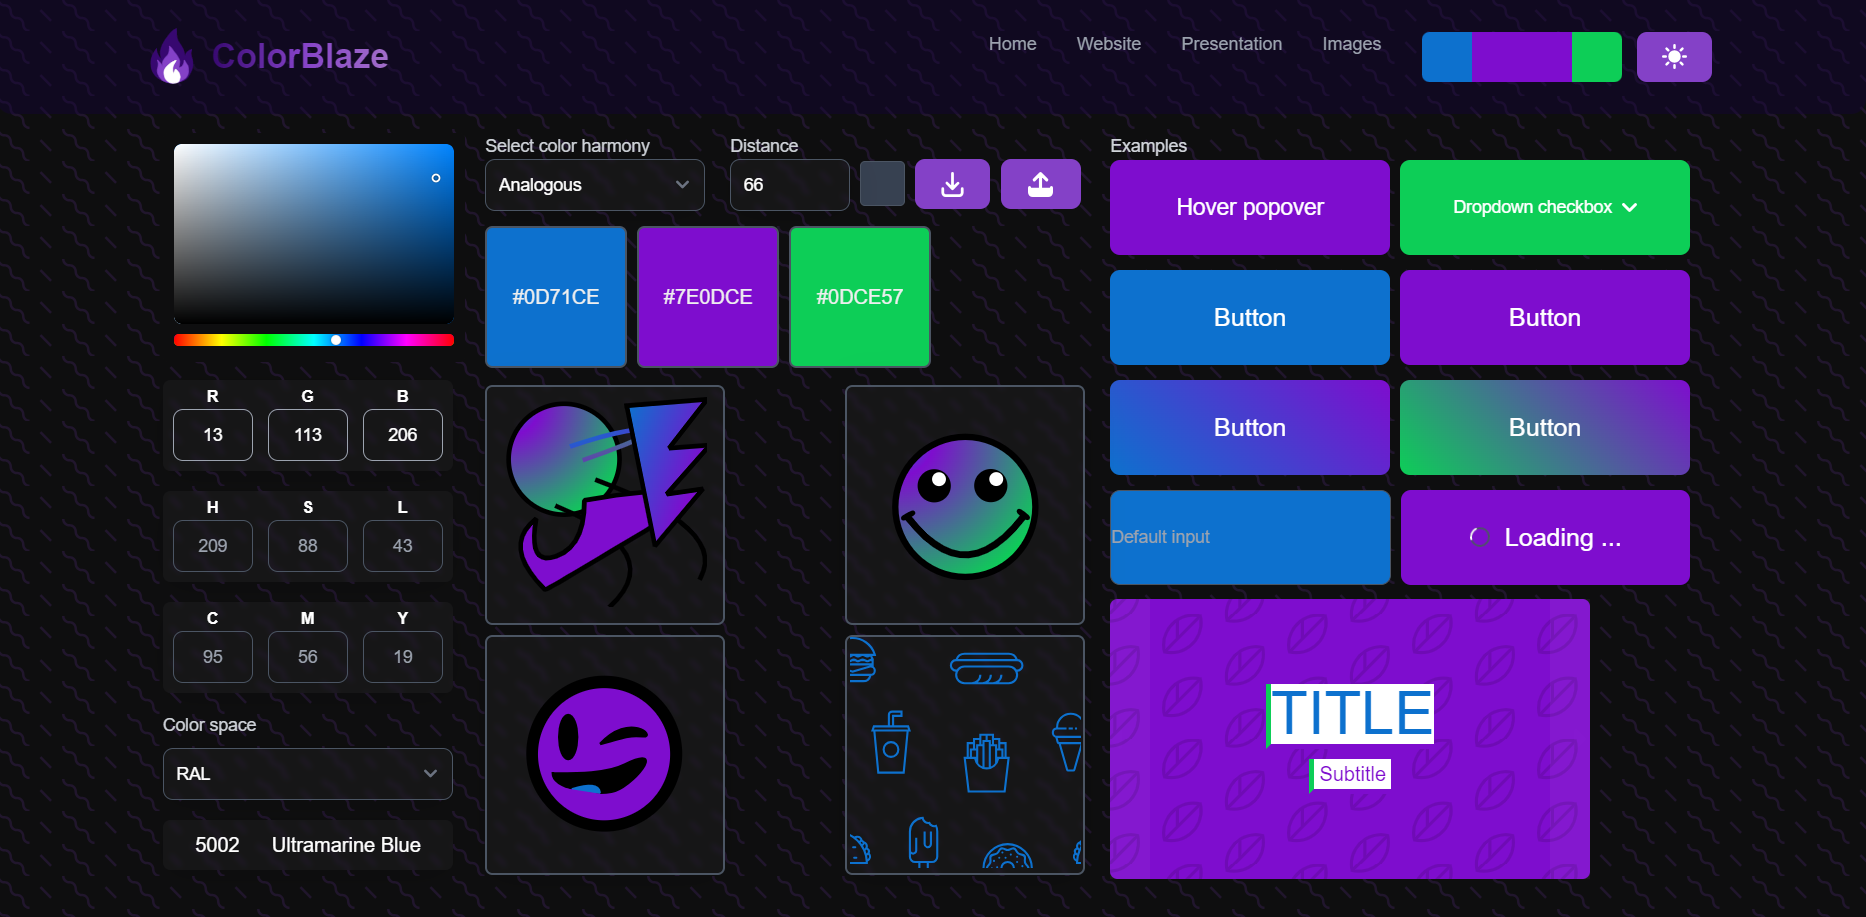 ColorBlaze
Home Website Presentation Images
R G B
13 113 206
H S L
209 88 43
C M Y
95 56 19
Color space
RAL
5002 Ultramarine Blue
Select color harmony Distance
Analogous 66
#0D71CE #7E0DCE #0DCE57
Examples
Hover popover Dropdown checkbox
Button Button
Button Button
Default input Loading ...
TITLE
Subtitle